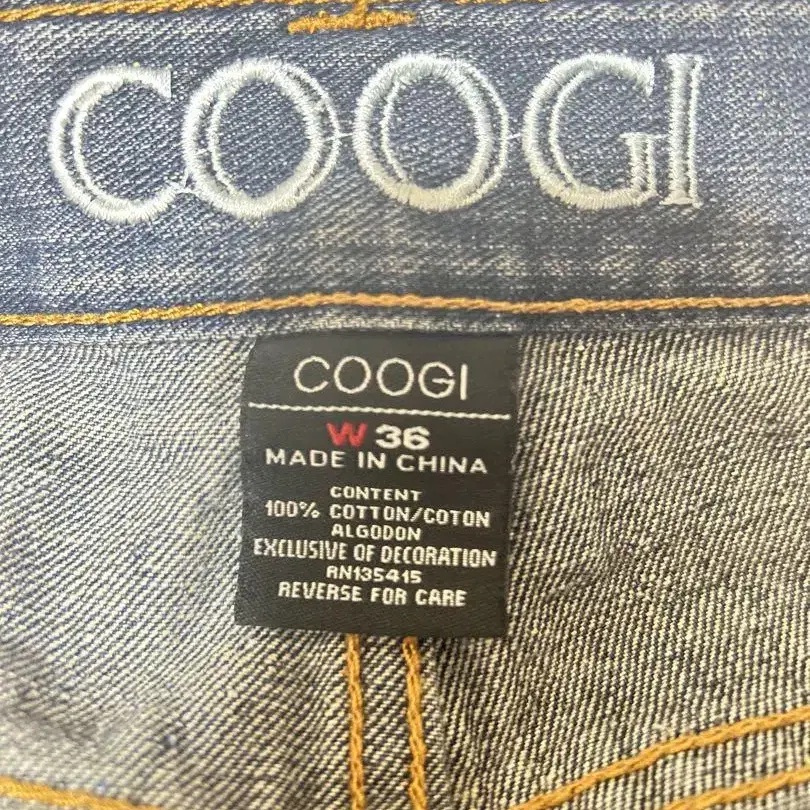 COOGI
COOGI
W 36
MADE IN CHINA
CONTENT
100% COTTON/COTON
ALGODON
EXCLUSIVE OF DECORATION
RN135415
REVERSE FOR CARE